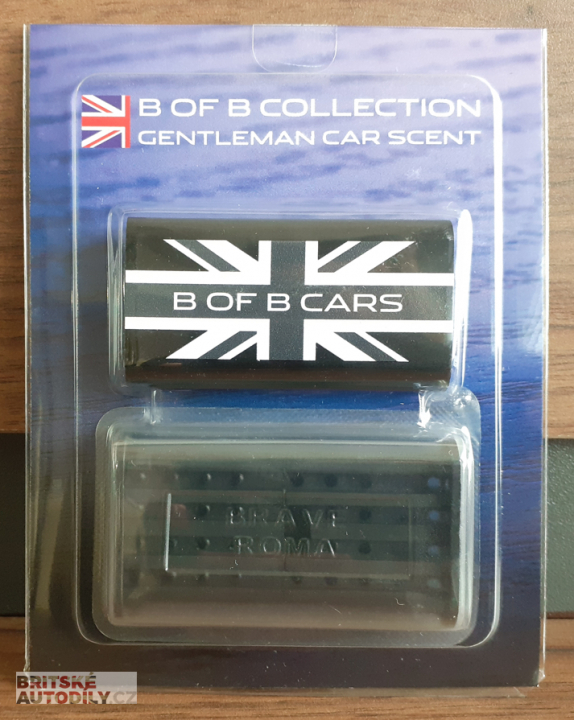 B OF B COLLECTION
GENTLEMAN CAR SCENT
B OF B CARS
BRAVE
ROMA
BRITSKÉ
AUTODÍLY.CZ